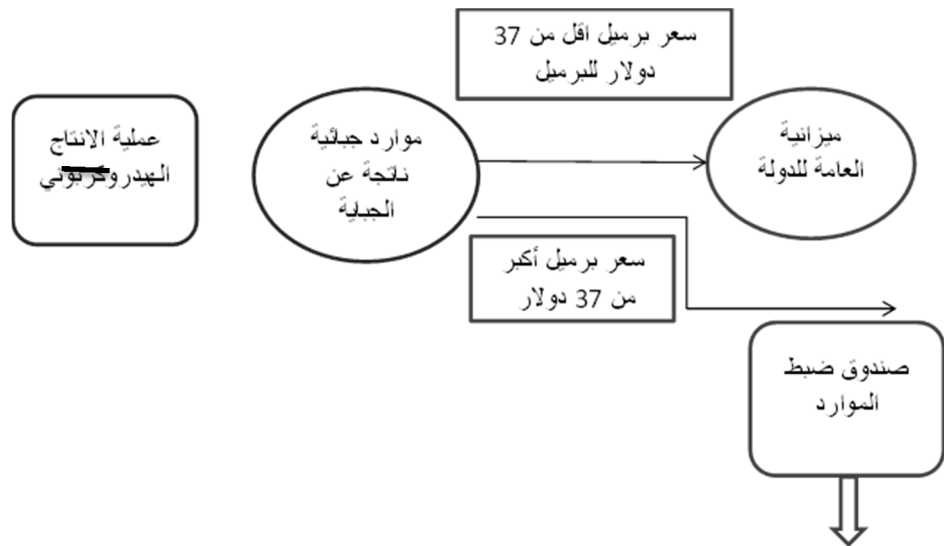 سعر برميل اقل من 37
دولار للبرميل
عملية الانتاج
الهيدروكربوني
موارد جبائية
ناتجة عن
الجباية
ميزانية
العامة للدولة
سعر برميل أكبر
من 37 دولار
صندوق ضبط
الموارد